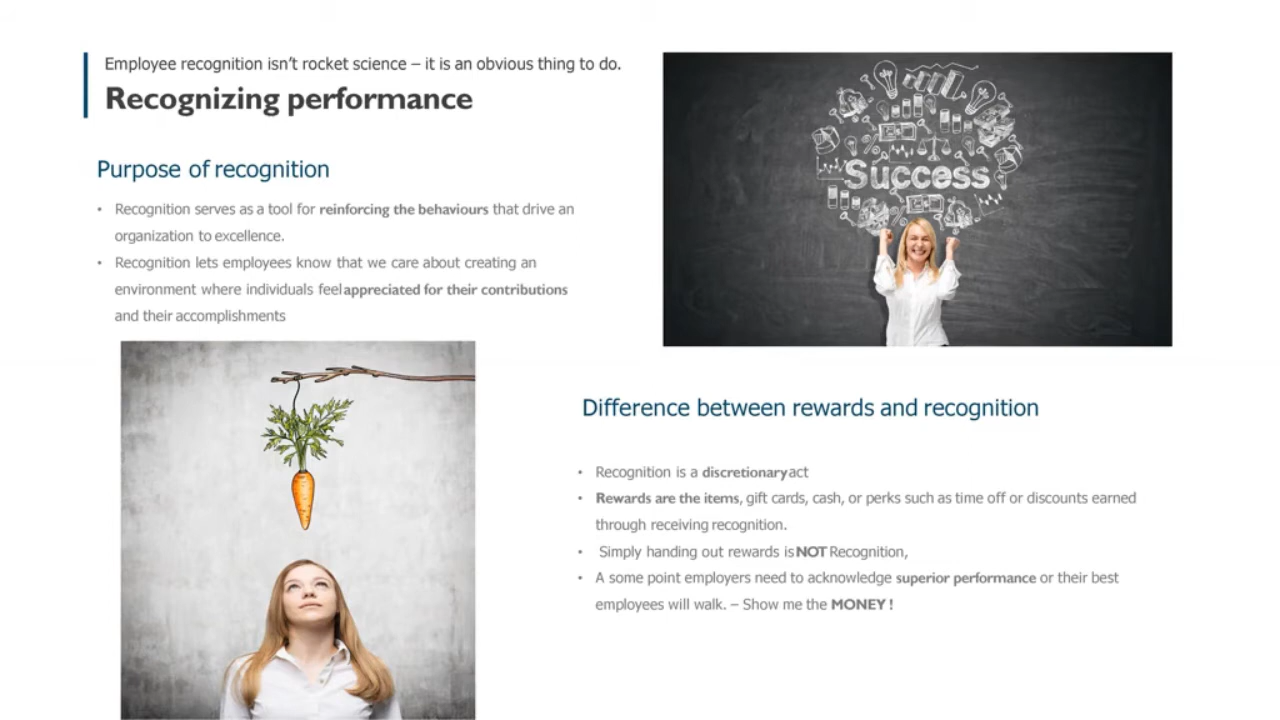 Employee recognition isn't rocket science – it is an obvious thing to do.
Recognizing performance
Purpose of recognition
• Recognition serves as a tool for reinforcing the behaviours that drive an
organization to excellence.
• Recognition lets employees know that we care about creating an
environment where individuals feel appreciated for their contributions
and their accomplishments
Success
Difference between rewards and recognition
• Recognition is a discretionary act
• Rewards are the items, gift cards, cash, or perks such as time off or discounts earned
through receiving recognition.
• Simply handing out rewards is NOT Recognition,
• A some point employers need to acknowledge superior performance or their best
employees will walk. – Show me the MONEY !